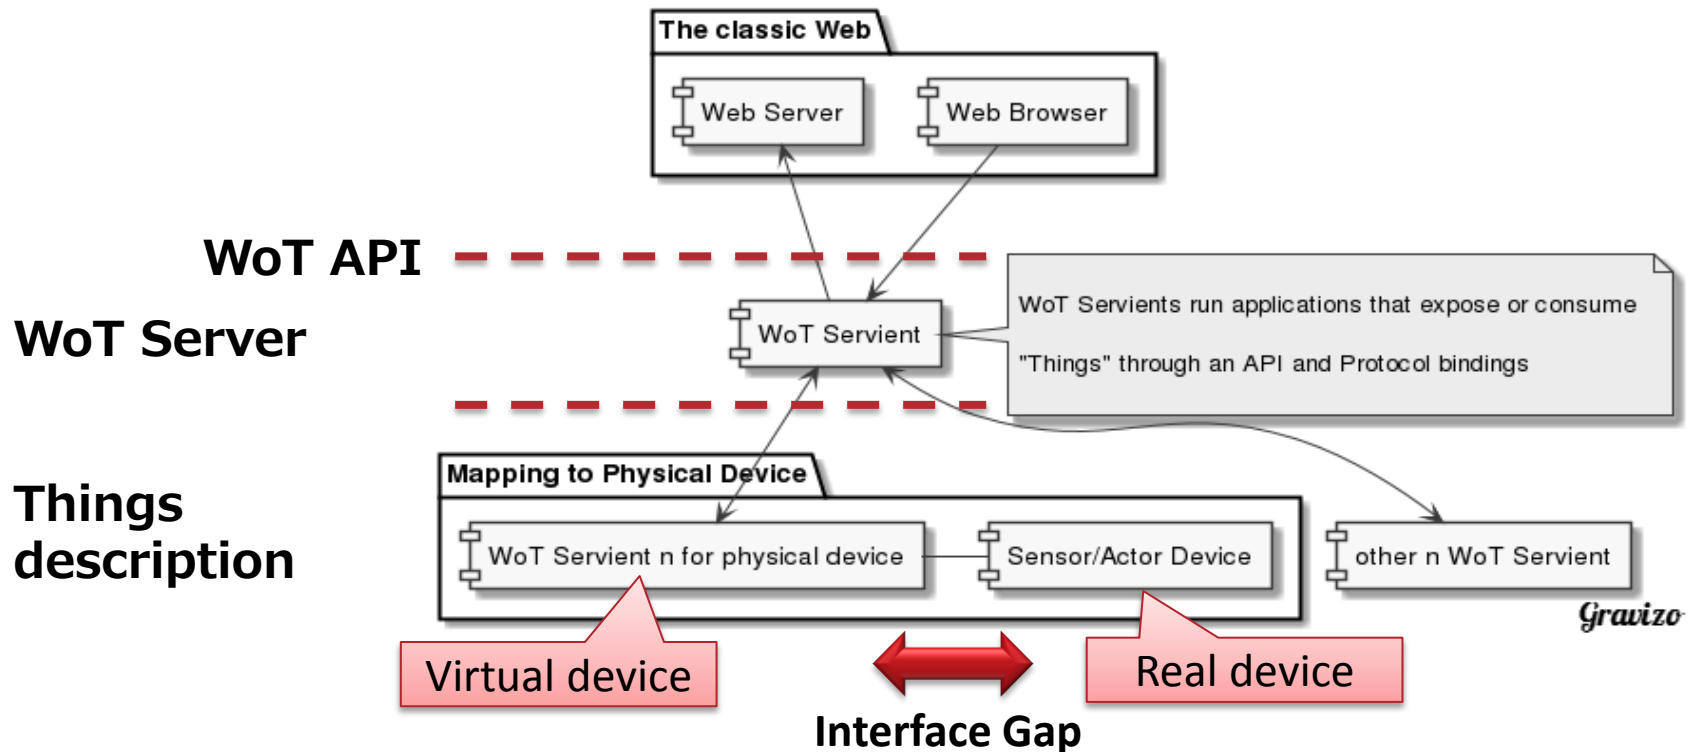 The classic Web
Web Server
Web Browser
WoT API
WoT Server
WoT Servient
WoT Servients run applications that expose or consume
"Things" through an API and Protocol bindings
Things
description
Mapping to Physical Device
WoT Servient n for physical device
Sensor/Actor Device
other n WoT Servient
Gravizo
Virtual device
Real device
Interface Gap